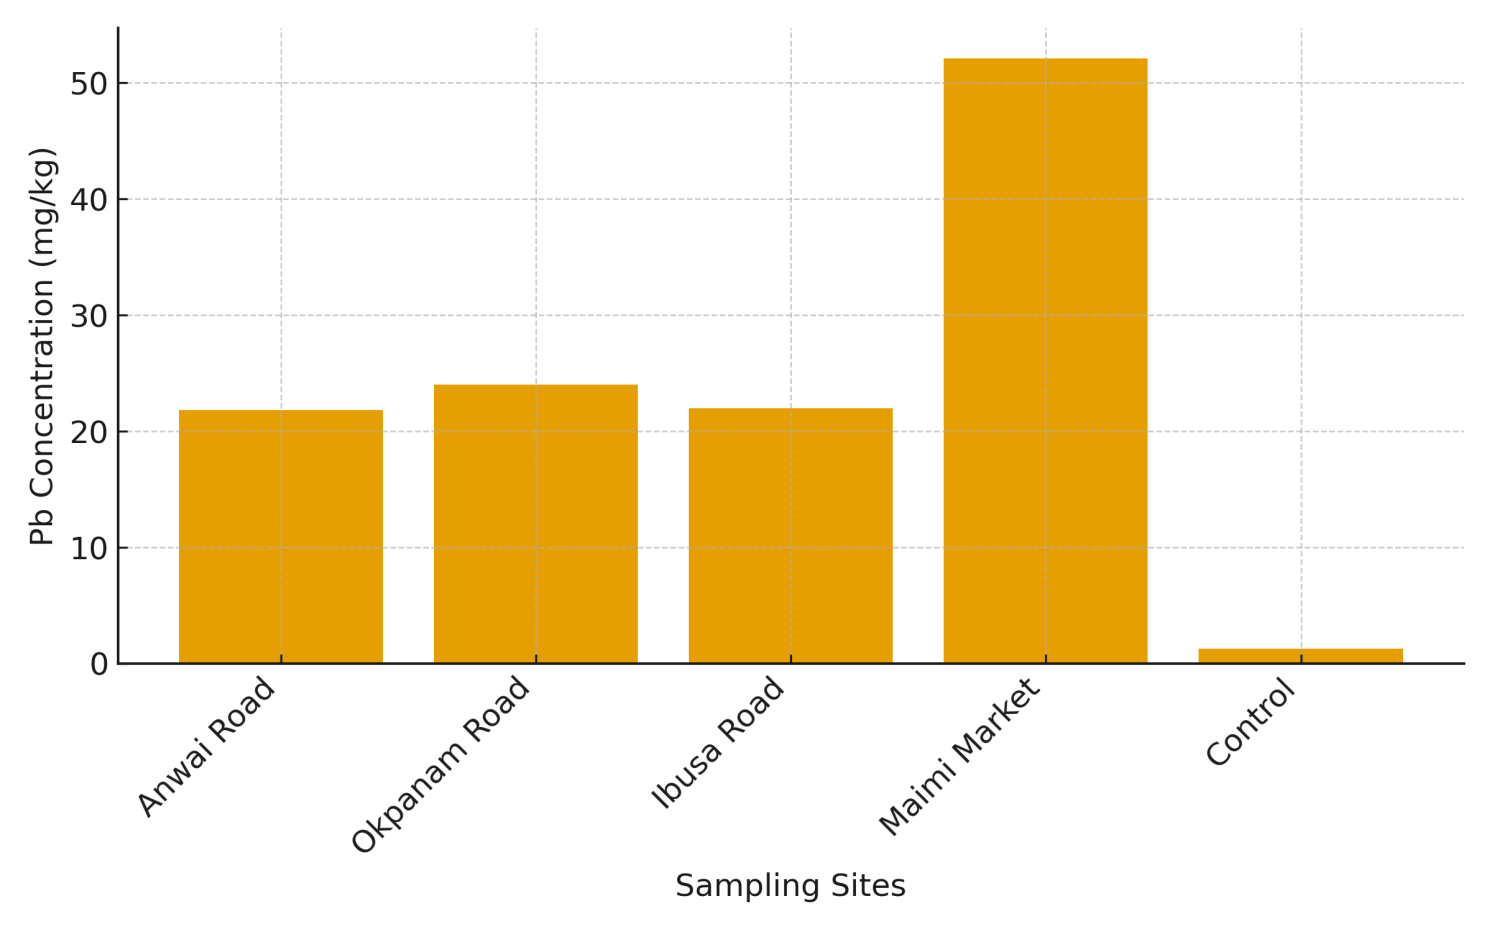 Pb Concentration (mg/kg)
50
40
30
20
10
0
Anwai Road
Okpanam Road
Ibusa Road
Maimi Market
Control
Sampling Sites